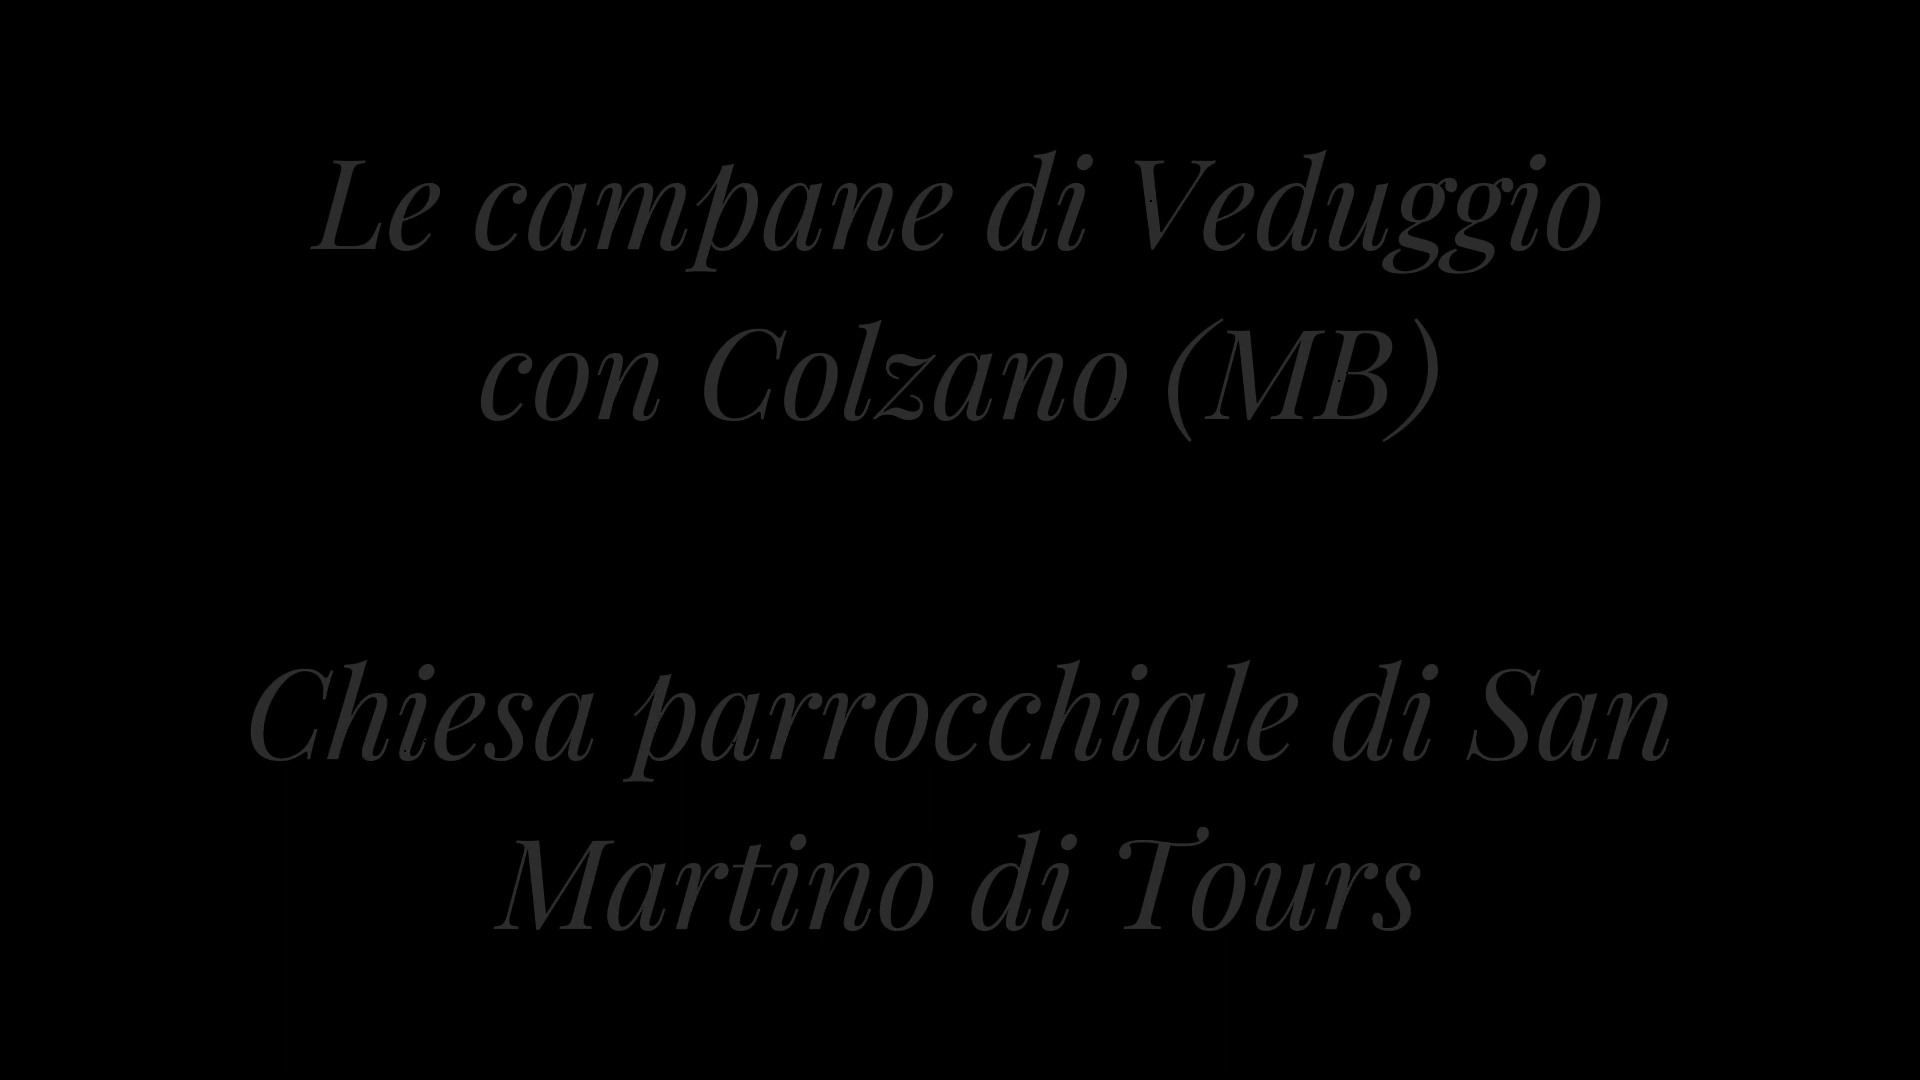 Le campane di Veduggio
con Colzano (MB)
Chiesa parrocchiale di San
Martino di Tours